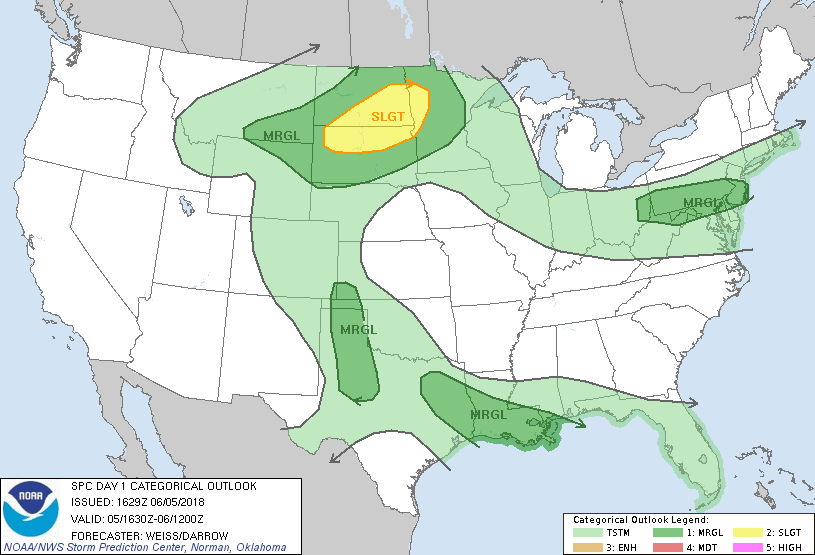 SLGT
MRGL
MRGL
MRGL
MRGL
NOAA
SPC DAY 1 CATEGORICAL OUTLOOK
ISSUED: 1629Z 06/05/2018
VALID: 05/1630Z-06/1200Z
FORECASTER: WEISS/DARROW
NOAA/NWS Storm Prediction Center, Norman, Oklahoma
Categorical Outlook Legend:
TSTM 1: MRGL 2: SLGT
3: ENH 4: MDT 5: HIGH